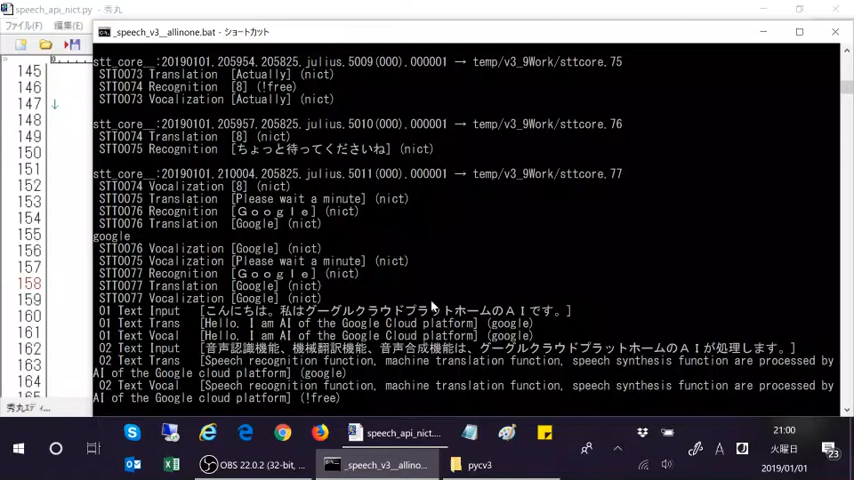 speech_api_nict.py - 秀丸
ファイル(F) 編集(E)
_speech_v3__allinone.bat - ショートカット
145
146
147
148
149
150
151
152
153
154
155
156
157
158
159
160
161
162
163
164
stt_core__:20190101.205954.205825.julius.5009(000).000001 → temp/v3_9Work/sttcore.75
STT0073 Translation [Actually] (nict)
STT0074 Recognition [8] (!free)
STT0073 Vocalization [Actually] (nict)
stt_core__:20190101.205957.205825.julius.5010(000).000001 → temp/v3_9Work/sttcore.76
STT0074 Translation [8] (nict)
STT0075 Recognition [ちょっと待ってくださいね] (nict)
stt_core__:20190101.210004.205825.julius.5011(000).000001 → temp/v3_9Work/sttcore.77
STT0074 Vocalization [8] (nict)
STT0075 Translation [Please wait a minute] (nict)
STT0076 Recognition [Ｇｏｏｇｌｅ] (nict)
STT0076 Translation [Google] (nict)
google
STT0076 Vocalization [Google] (nict)
STT0075 Vocalization [Please wait a minute] (nict)
STT0077 Recognition [Ｇｏｏｇｌｅ] (nict)
STT0077 Translation [Google] (nict)
STT0077 Vocalization [Google] (nict)
01 Text Input [こんにちは。私はグーグルクラウドプラットホームのＡＩです。]
01 Text Trans [Hello, I am AI of the Google Cloud platform] (google)
01 Text Vocal [Hello, I am AI of the Google Cloud platform] (google)
02 Text Input [音声認識機能、機械翻訳機能、音声合成機能は、グーグルクラウドプラットホームのＡＩが処理します。]
02 Text Trans [Speech recognition function, machine translation function, speech synthesis function are processed by
AI of the Google cloud platform] (google)
02 Text Vocal [Speech recognition function, machine translation function, speech synthesis function are processed by
AI of the Google cloud platform] (!free)
秀丸エディ...
speech_api_nict....
OBS 22.0.2 (32-bit, ...
_speech_v3__allino...
pycv3
A
21:00
火曜日
2019/01/01
23